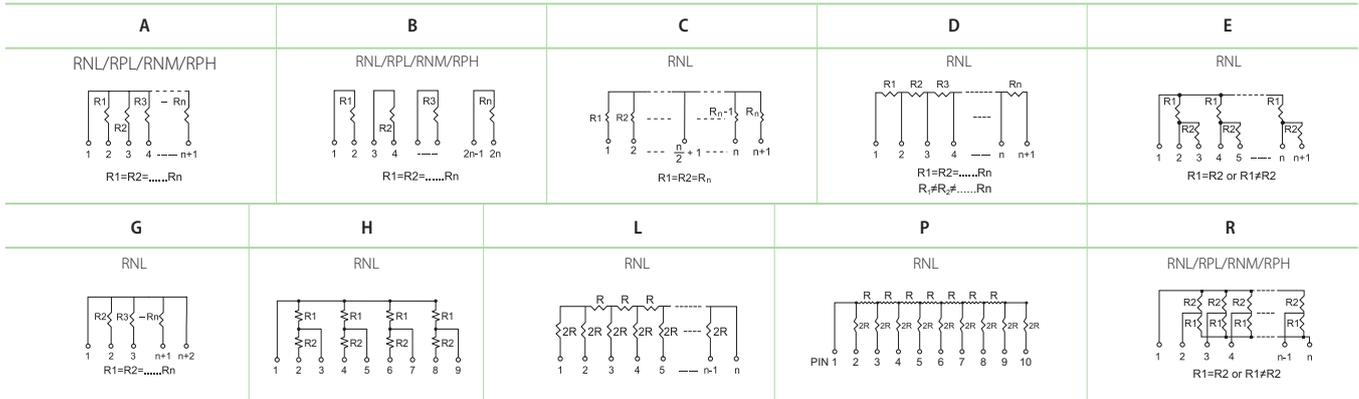 A B C D E
RNL/RPL/RNM/RPH RNL/RPL/RNM/RPH RNL RNL RNL
R1 R3 – Rn
R2
1 2 3 4 n+1
R1=R2=......Rn
R1 R3 Rn
R2
1 2 3 4 2n-1 2n
R1=R2=......Rn
R1 R2 Rn-1 Rn
1 2 n/2 + 1 n n+1
R1=R2=Rn
R1 R2 R3 Rn
1 2 3 4 n n+1
R1=R2=......Rn
R1≠R2≠......Rn
R1 R1 R1
R2 R2 R2
1 2 3 4 5 n n+1
R1=R2 or R1≠R2
G H L P R
RNL RNL RNL RNL RNL/RPL/RNM/RPH
R2 R3 –Rn
1 2 3 n+1 n+2
R1=R2=......Rn
R1 R1 R1 R1
R2 R2 R2 R2
1 2 3 4 5 6 7 8 9
R R R
2R 2R 2R 2R 2R 2R
1 2 3 4 5 n-1 n
R R R R R R R
2R 2R 2R 2R 2R 2R 2R 2R 2R
PIN 1 2 3 4 5 6 7 8 9 10
R2 R2 R2 R2
R1 R1 R1 R1
1 2 3 4 n-1 n
R1=R2 or R1≠R2